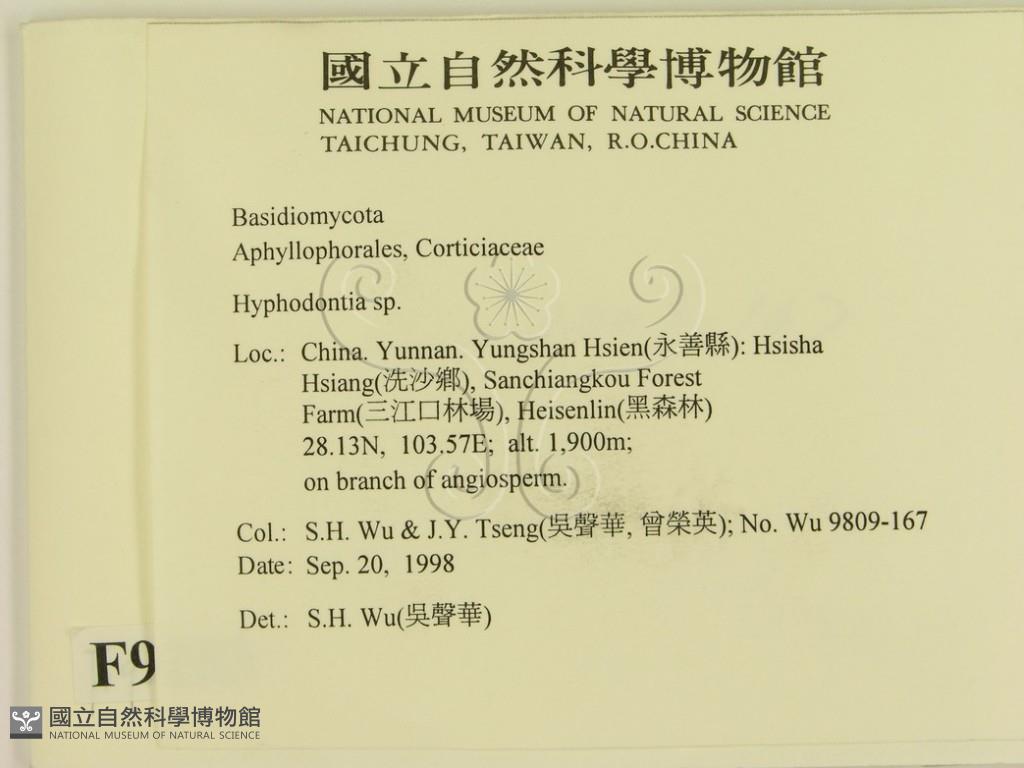 國立自然科學博物館
NATIONAL MUSEUM OF NATURAL SCIENCE
TAICHUNG, TAIWAN, R.O.CHINA
Basidiomycota
Aphyllophorales, Corticiaceae
Hyphodontia sp.
Loc.: China. Yunnan. Yungshan Hsien(永善縣): Hsisha
Hsiang(洗沙鄉), Sanchiangkou Forest
Farm(三江口林場), Heisenlin(黑森林)
28.13N, 103.57E; alt. 1,900m;
on branch of angiosperm.
Col.: S.H. Wu & J.Y. Tseng(吳聲華, 曾榮英); No. Wu 9809-167
Date: Sep. 20, 1998
Det.: S.H. Wu(吳聲華)
F9
國立自然科學博物館
NATIONAL MUSEUM OF NATURAL SCIENCE